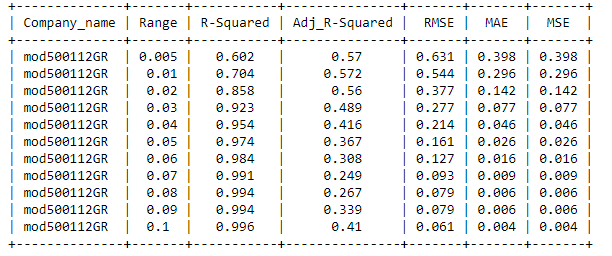 +--------------+-------+-----------+---------------+-------+-------+-------+
| Company_name | Range | R-Squared | Adj_R-Squared |  RMSE |  MAE  |  MSE  |
+--------------+-------+-----------+---------------+-------+-------+-------+
| mod500112GR  | 0.005 |   0.602   |      0.57     | 0.631 | 0.398 | 0.398 |
| mod500112GR  |  0.01 |   0.704   |     0.572     | 0.544 | 0.296 | 0.296 |
| mod500112GR  |  0.02 |   0.858   |      0.56     | 0.377 | 0.142 | 0.142 |
| mod500112GR  |  0.03 |   0.923   |     0.489     | 0.277 | 0.077 | 0.077 |
| mod500112GR  |  0.04 |   0.954   |     0.416     | 0.214 | 0.046 | 0.046 |
| mod500112GR  |  0.05 |   0.974   |     0.367     | 0.161 | 0.026 | 0.026 |
| mod500112GR  |  0.06 |   0.984   |     0.308     | 0.127 | 0.016 | 0.016 |
| mod500112GR  |  0.07 |   0.991   |     0.249     | 0.093 | 0.009 | 0.009 |
| mod500112GR  |  0.08 |   0.994   |     0.267     | 0.079 | 0.006 | 0.006 |
| mod500112GR  |  0.09 |   0.994   |     0.339     | 0.079 | 0.006 | 0.006 |
| mod500112GR  |  0.1  |   0.996   |      0.41     | 0.061 | 0.004 | 0.004 |
+--------------+-------+-----------+---------------+-------+-------+-------+